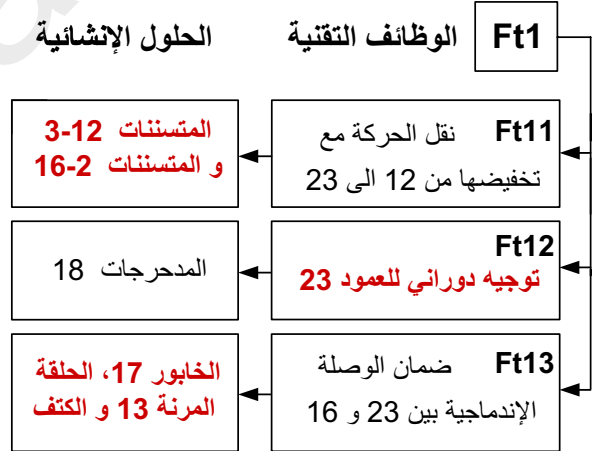 Ft1 الوظائف التقنية الحلول الإنشائية
Ft11 نقل الحركة مع
تخفيضها من 12 الى 23
المتسننات 12-3
و المتسننات 2-16
Ft12
توجيه دوراني للعمود 23
المدحرجات 18
Ft13 ضمان الوصلة
الإندماجية بين 23 و 16
الخابور 17، الحلقة
المرنة 13 و الكتف